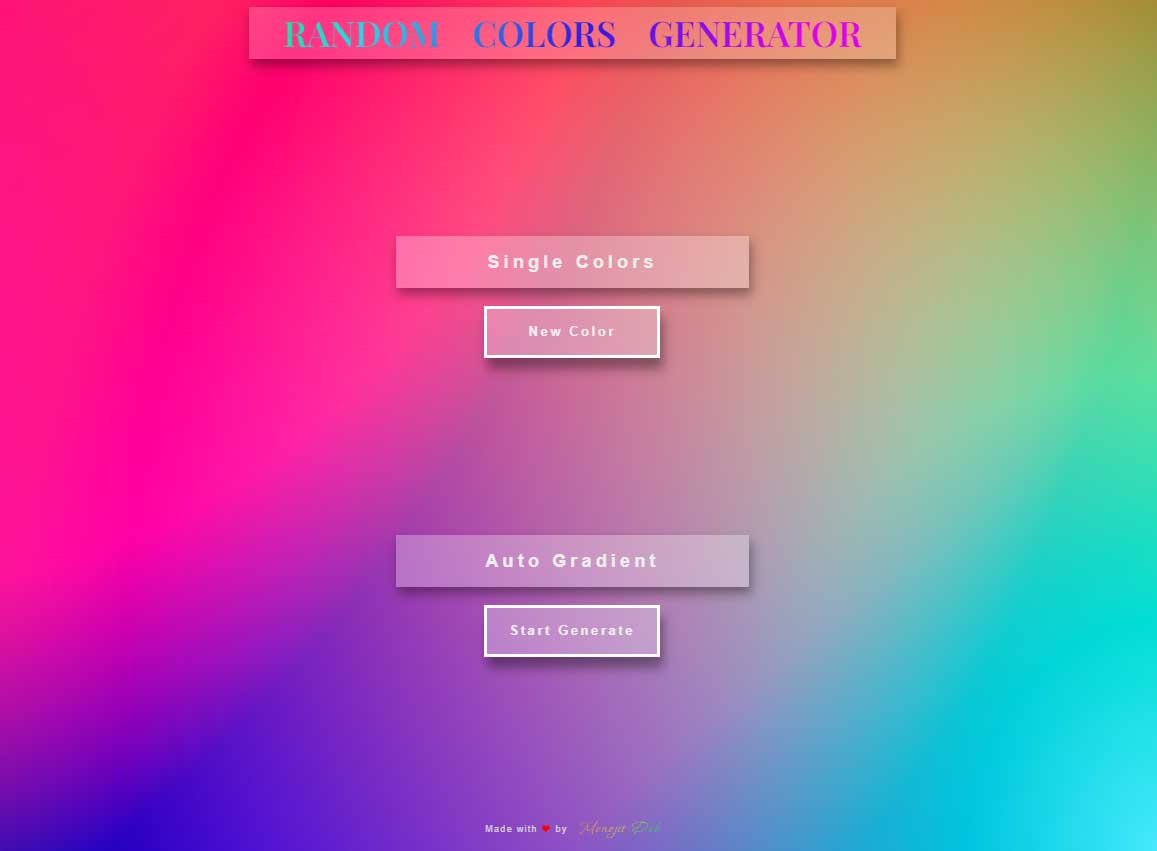 RANDOM COLORS GENERATOR
Single Colors
New Color
Auto Gradient
Start Generate
Made with ❤ by Monojit Deb